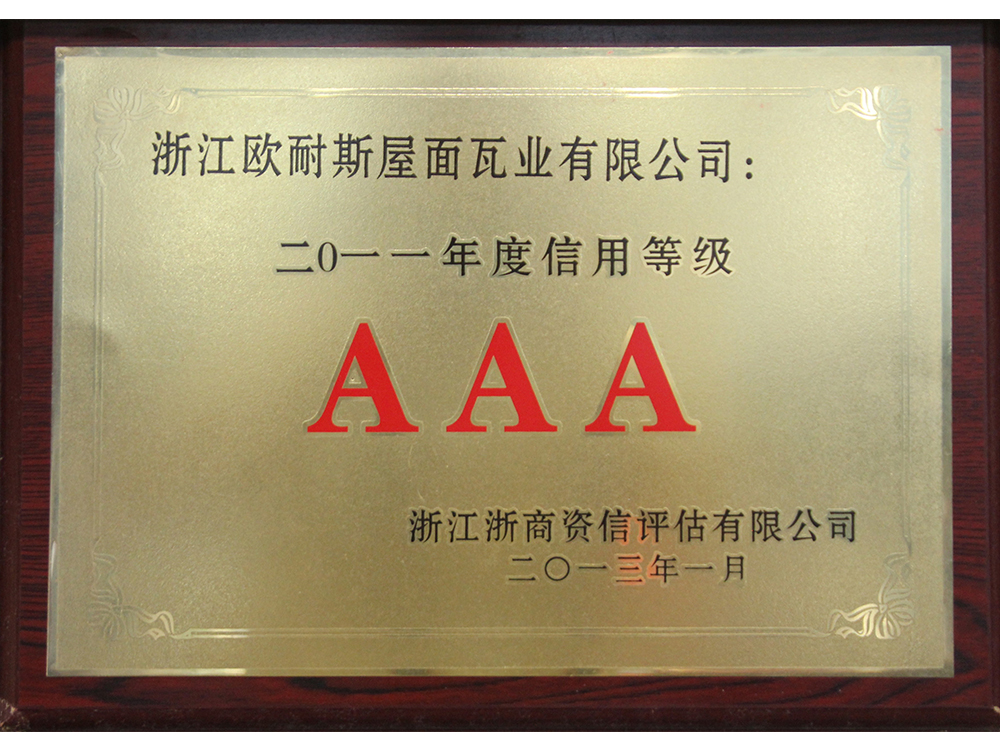 浙江欧耐斯屋面瓦业有限公司:
二0一一年度信用等级
AAA
浙江浙商资信评估有限公司
二〇一三年一月